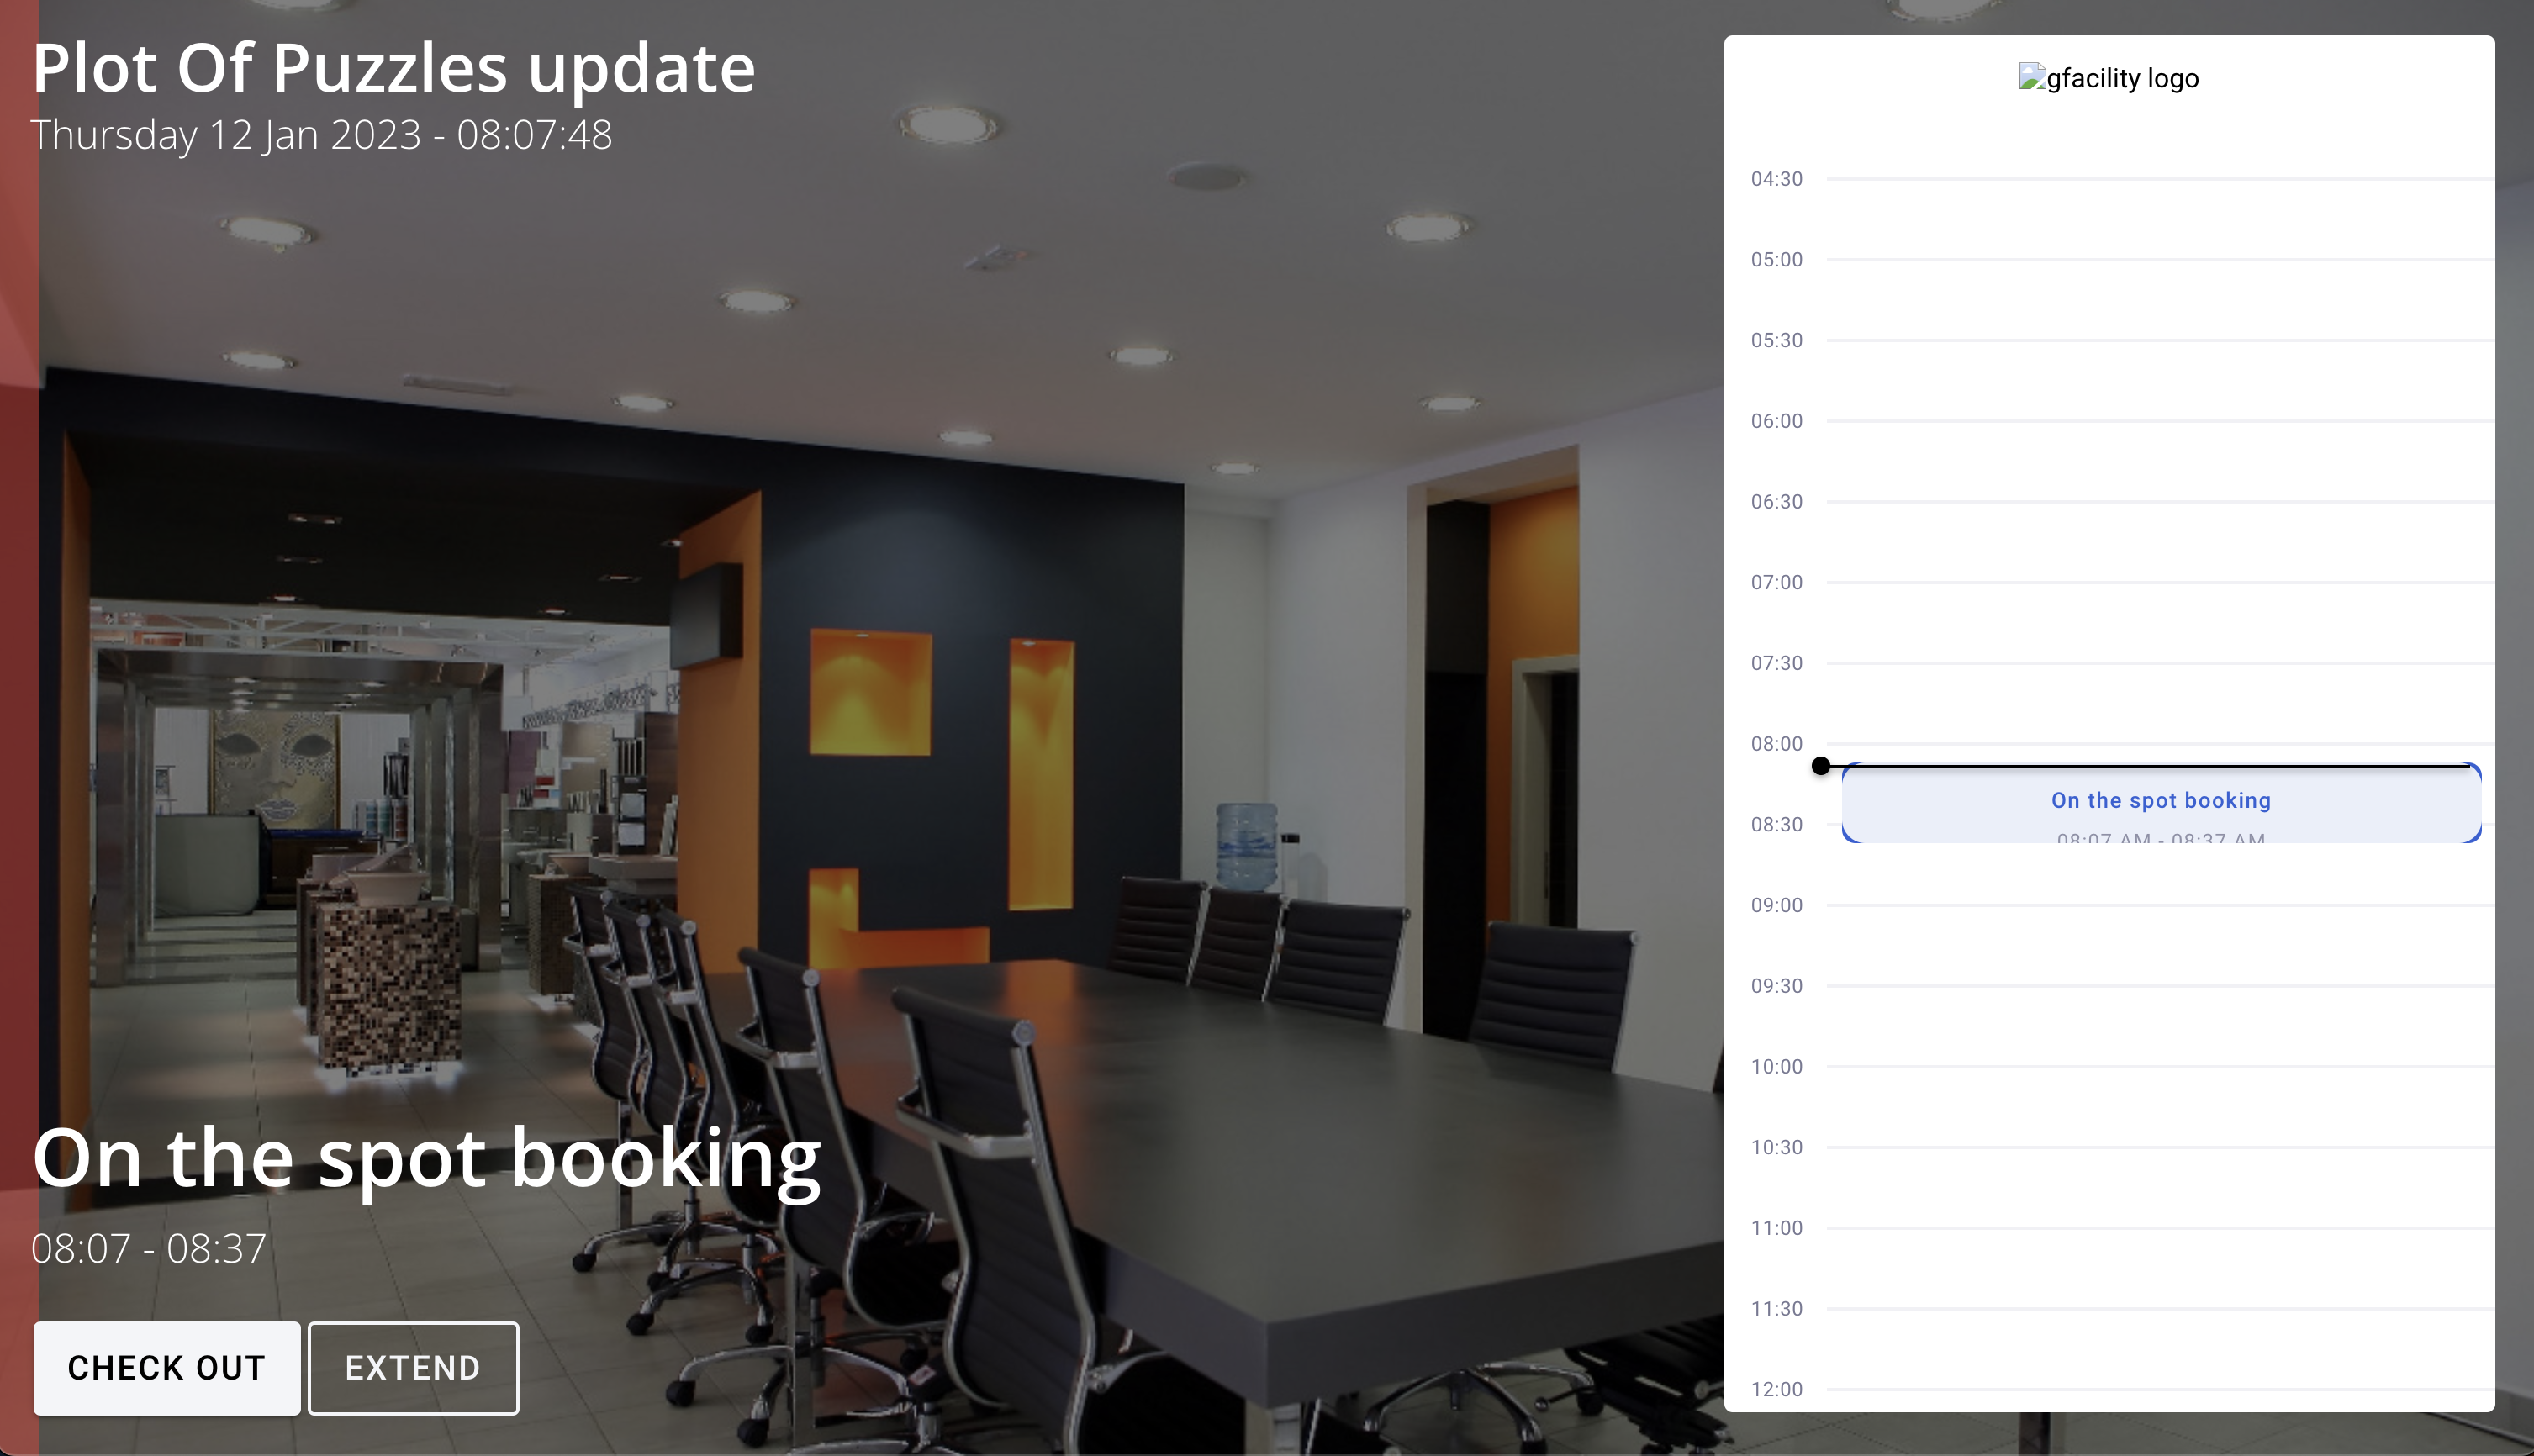 Plot Of Puzzles update
Thursday 12 Jan 2023 - 08:07:48
On the spot booking
08:07 - 08:37
CHECK OUT
EXTEND
gfacility logo
04:30
05:00
05:30
06:00
06:30
07:00
07:30
08:00
On the spot booking
08:30
08:07 AM - 08:37 AM
09:00
09:30
10:00
10:30
11:00
11:30
12:00